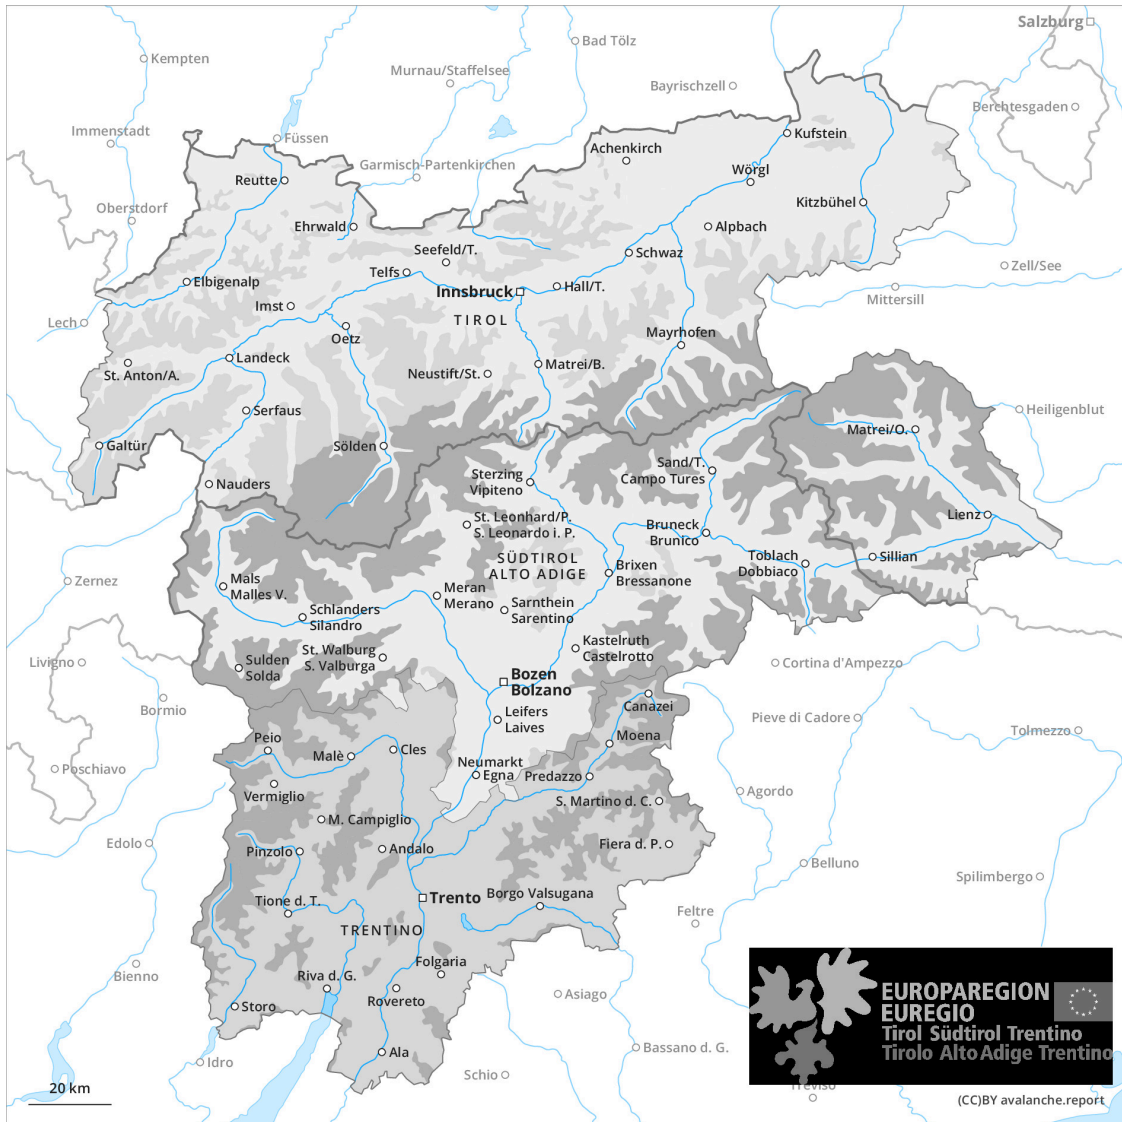 Salzburg
Bad Tölz
Kempten
Murnau/Staffelsee
Bayrischzell
Berchtesgaden
Immenstadt
Füssen
Kufstein
Achenkirch
Garmisch-Partenkirchen
Wörgl
Reutte
Oberstdorf
Kitzbühel
Ehrwald
Alpbach
Seefeld/T.
Schwaz
Telfs
Zell/See
Elbigenalp
Hall/T.
Innsbruck
Mittersill
Imst
TIROL
Lech
Oetz
Mayrhofen
Landeck
Matrei/B.
St. Anton/A.
Neustift/St.
Serfaus
Heiligenblut
Matrei/O.
Galtür
Sölden
Sand/T.
Campo Tures
Sterzing
Vipiteno
Nauders
St. Leonhard/P.
S. Leonardo i. P.
Lienz
Bruneck
Brunico
SÜDTIROL
ALTO ADIGE
Toblach
Dobbiaco
Sillian
Brixen
Bressanone
Zernez
Mals
Malles V.
Meran
Merano
Sarnthein
Sarentino
Schlanders
Silandro
Kastelruth
Castelrotto
St. Walburg
S. Valburga
Livigno
Sulden
Solda
Cortina d'Ampezzo
Bozen
Bolzano
Bormio
Canazei
Leifers
Laives
Pieve di Cadore
Tolmezzo
Moena
Peio
Cles
Malè
Neumarkt
Egna
Poschiavo
Predazzo
Vermiglio
Agordo
S. Martino d. C.
M. Campiglio
Edolo
Fiera d. P.
Pinzolo
Andalo
Belluno
Spilimbergo
Borgo Valsugana
Trento
Tione d. T.
Feltre
TRENTINO
Folgaria
Bienno
Riva d. G.
Rovereto
Asiago
Storo
EUROPAREGION
EUREGIO
Tirol Südtirol Trentino
Tirolo Alto Adige Trentino
Ala
Idro
Bassano d. G.
Schio
Treviso
20 km
(CC)BY avalanche.report